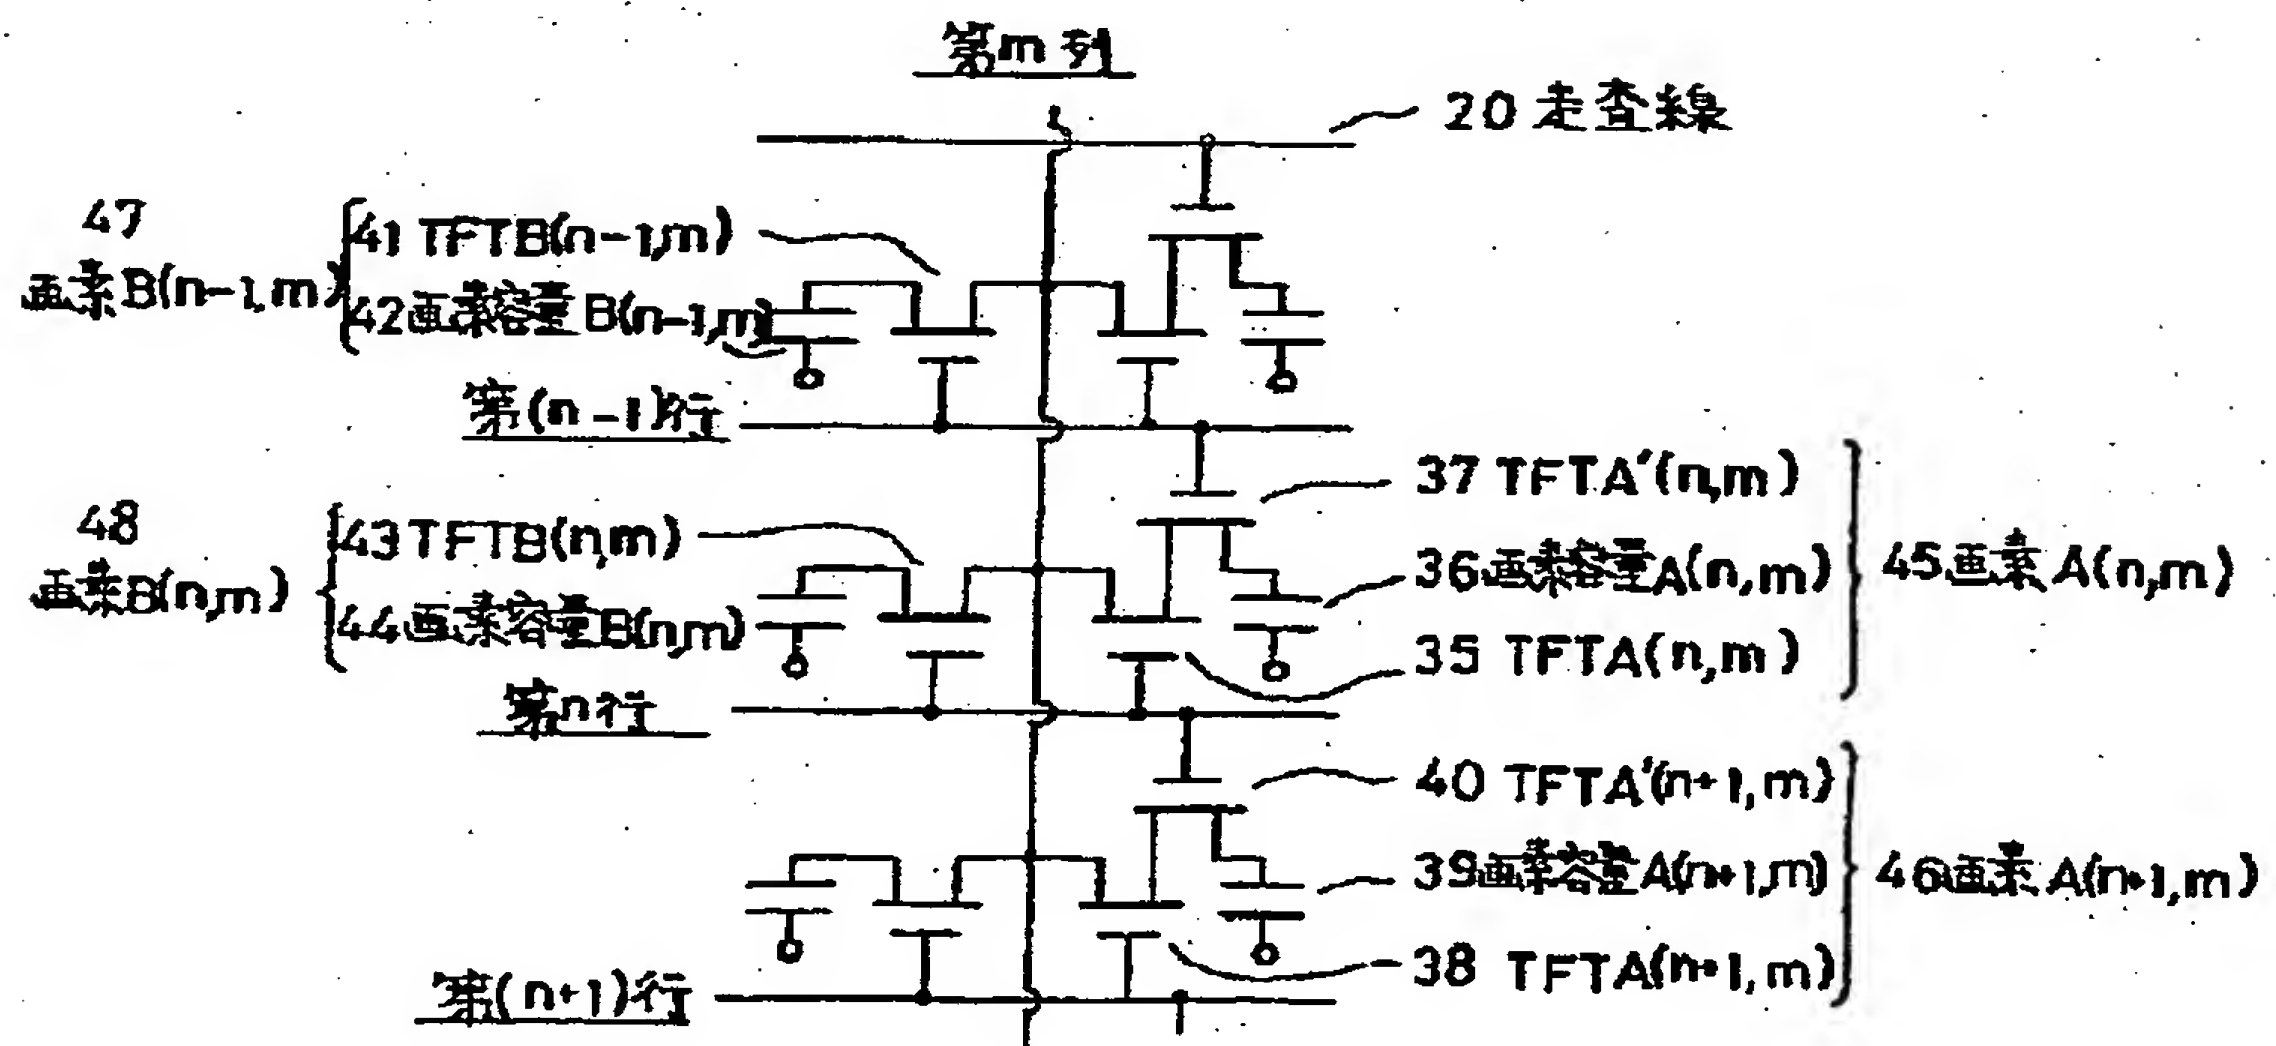 第m列
20 走査線
47
画素B(n-1,m)
41 TFTB(n-1,m)
42画素容量B(n-1,m)
第(n-1)行
37 TFTA'(n,m)
36画素容量A(n,m)
35 TFTA(n,m)
45画素A(n,m)
48
画素B(n,m)
43TFTB(n,m)
44画素容量B(n,m)
第n行
40 TFTA'(n+1,m)
39画素容量A(n+1,m)
38 TFTA(n+1,m)
46画素A(n+1,m)
第(n+1)行